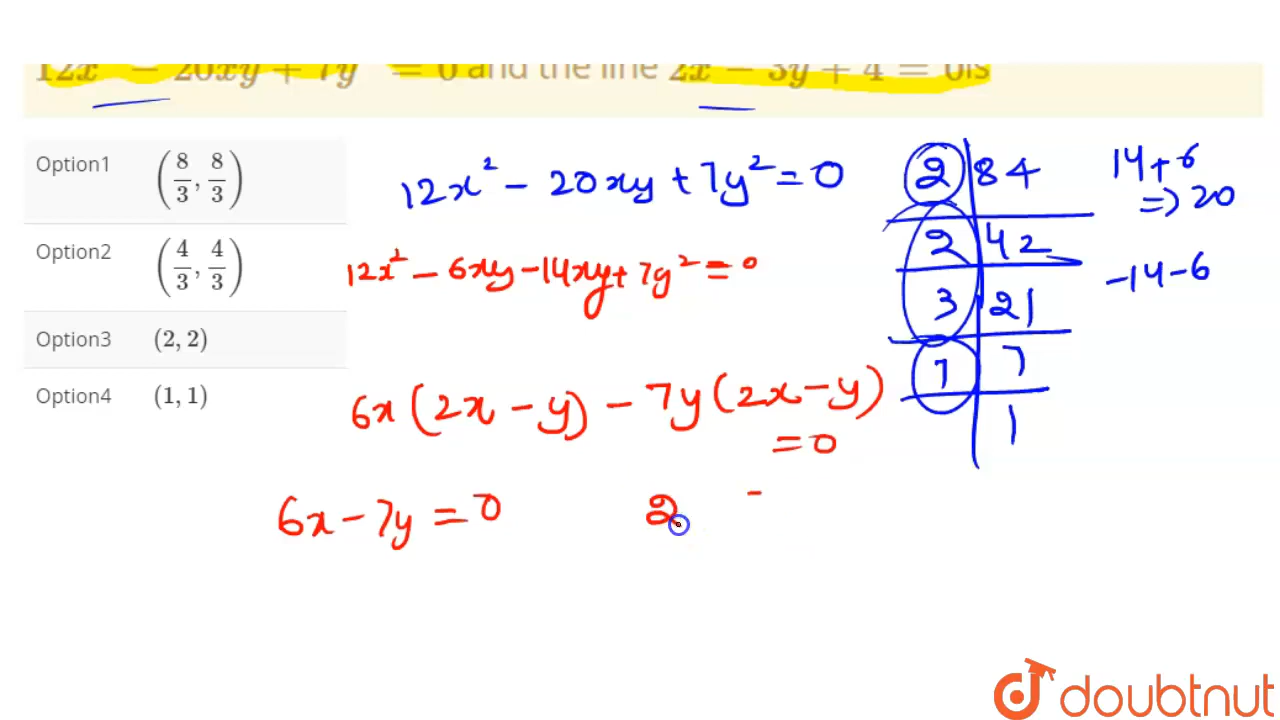 12x² − 20xy + 7y² = 0 and the line 2x − 3y + 4 = 0is
Option1 (8/3, 8/3)
Option2 (4/3, 4/3)
Option3 (2, 2)
Option4 (1, 1)
12x² − 20xy + 7y² = 0
12x² − 6xy − 14xy + 7y² = 0
6x(2x − y) − 7y(2x − y)
= 0
6x − 7y = 0 2 -
2 84
2 42
3 21
7 7
1
14 + 6
=> 20
-14 - 6
doubtnut